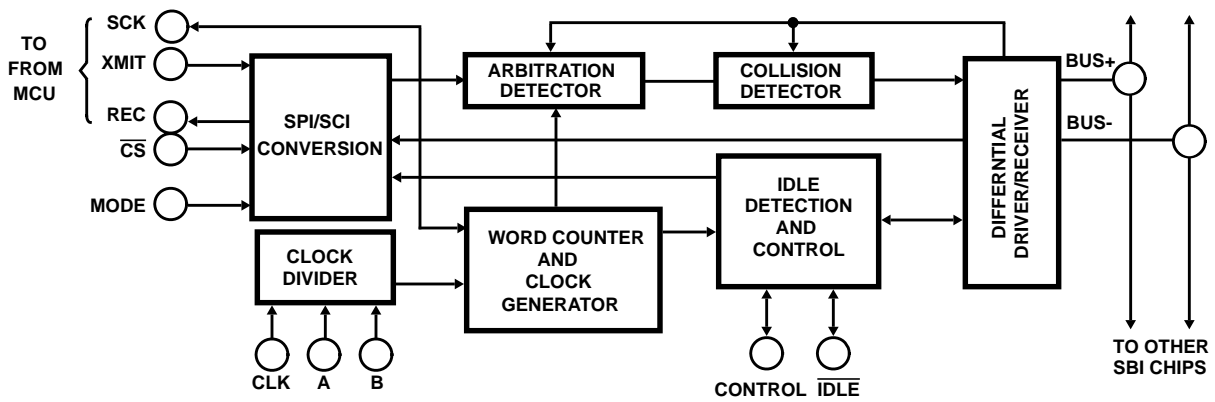 TO
FROM
MCU
SCK
XMIT
REC
CS
MODE
SPI/SCI
CONVERSION
CLOCK
DIVIDER
CLK
A
B
ARBITRATION
DETECTOR
COLLISION
DETECTOR
WORD COUNTER
AND
CLOCK
GENERATOR
IDLE
DETECTION
AND
CONTROL
CONTROL
IDLE
DIFFERNTIAL
DRIVER/RECEIVER
BUS+
BUS-
TO OTHER
SBI CHIPS